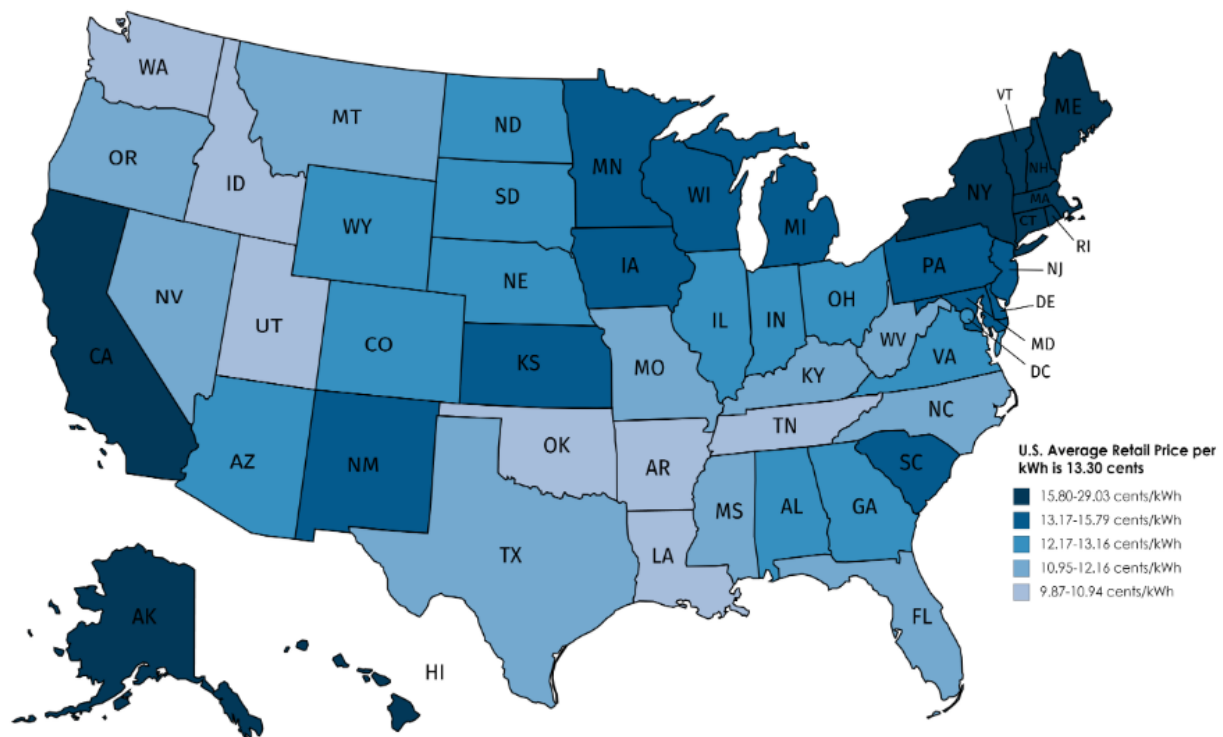 WA
MT
ND
MN
VT
ME
OR
ID
SD
WI
NH
NY
MA
WY
MI
CT
RI
IA
PA
NJ
NE
NV
OH
DE
UT
IL
IN
CO
WV
MD
CA
KS
VA
MO
KY
DC
NC
TN
OK
AZ
NM
AR
SC
MS
AL
GA
TX
LA
FL
AK
HI
U.S. Average Retail Price per
kWh is 13.30 cents
15.80-29.03 cents/kWh
13.17-15.79 cents/kWh
12.17-13.16 cents/kWh
10.95-12.16 cents/kWh
9.87-10.94 cents/kWh